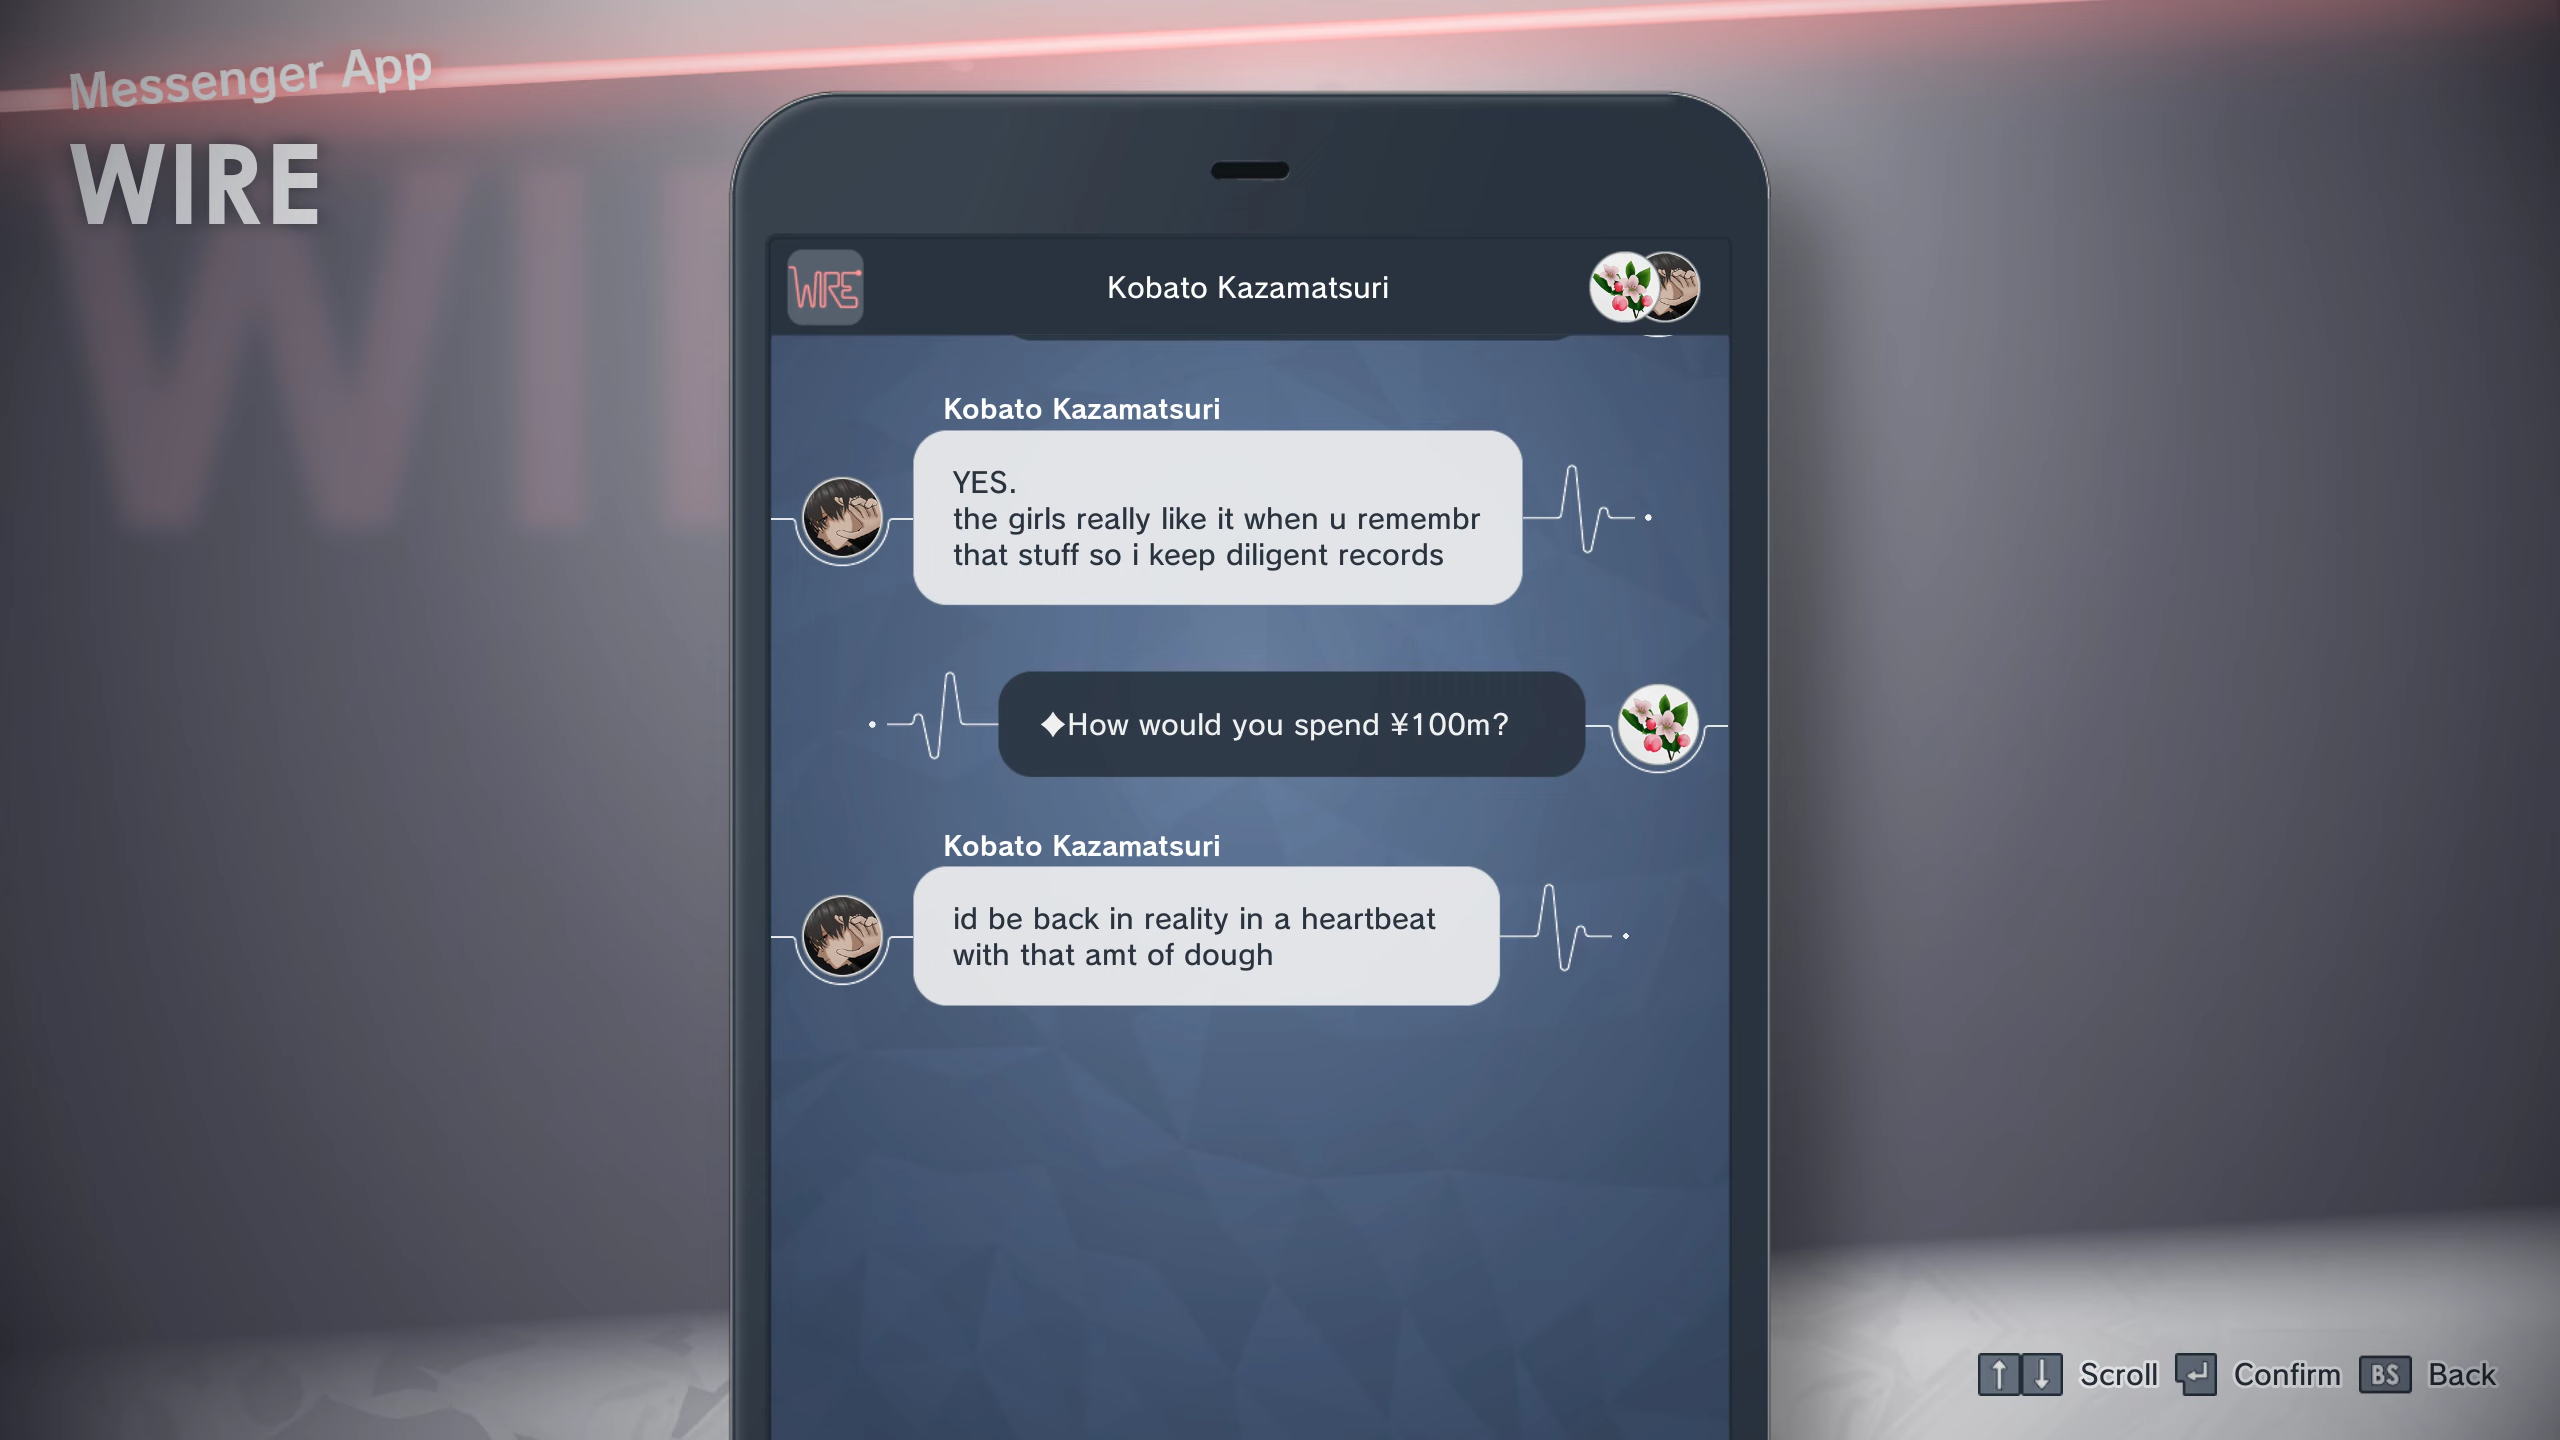 Messenger App
WIRE
WIRE
Kobato Kazamatsuri
Kobato Kazamatsuri
YES.
the girls really like it when u remembr
that stuff so i keep diligent records
✦How would you spend ¥100m?
Kobato Kazamatsuri
id be back in reality in a heartbeat
with that amt of dough
↑ ↓ Scroll ↵ Confirm BS Back